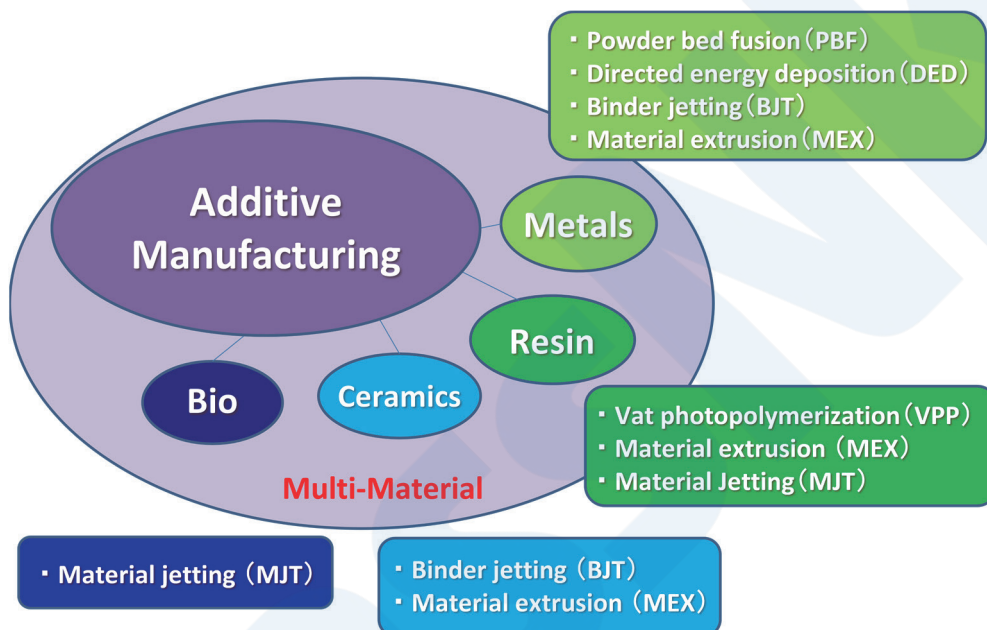 ・Powder bed fusion（PBF）
・Directed energy deposition（DED）
・Binder jetting（BJT）
・Material extrusion（MEX）
Additive
Manufacturing
Metals
Resin
Ceramics
Bio
Multi-Material
・Vat photopolymerization（VPP）
・Material extrusion （MEX）
・Material Jetting（MJT）
・Material jetting （MJT）
・Binder jetting （BJT）
・Material extrusion （MEX）